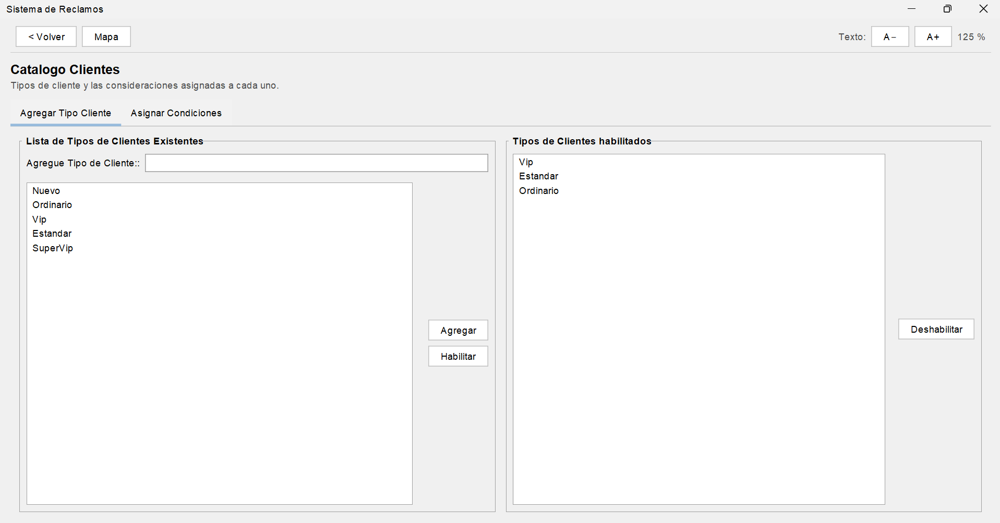 Sistema de Reclamos
< Volver
Mapa
Texto:
A−
A+
125 %
Catalogo Clientes
Tipos de cliente y las consideraciones asignadas a cada uno.
Agregar Tipo Cliente
Asignar Condiciones
Lista de Tipos de Clientes Existentes
Agregue Tipo de Cliente::
Nuevo
Ordinario
Vip
Estandar
SuperVip
Agregar
Habilitar
Tipos de Clientes habilitados
Vip
Estandar
Ordinario
Deshabilitar